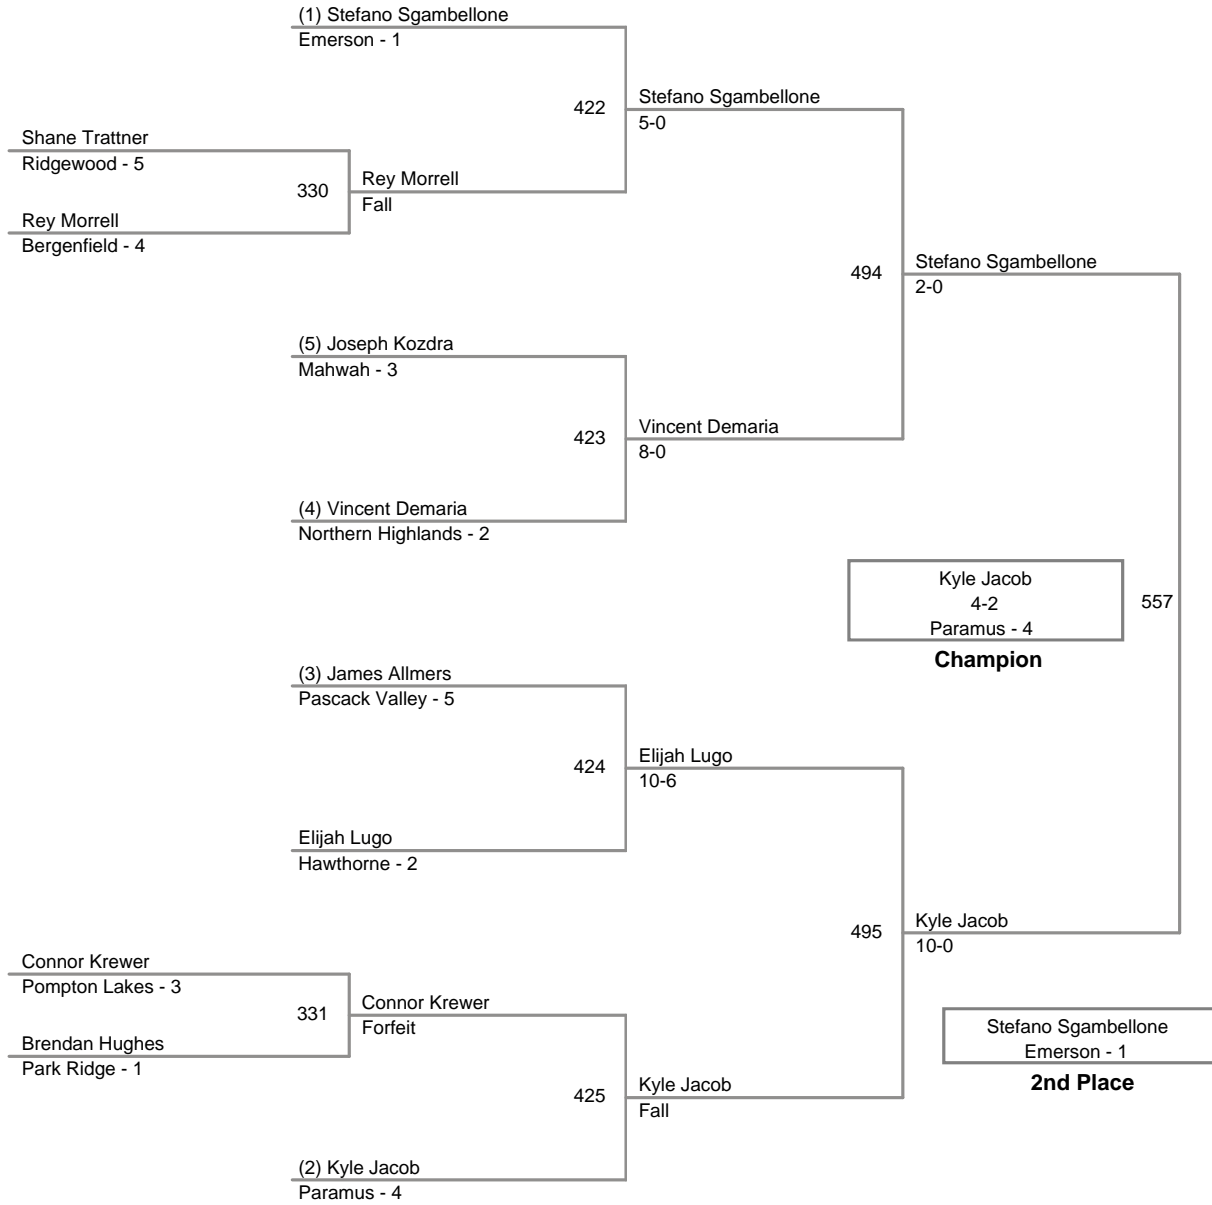 (1) Stefano Sgambellone
Emerson - 1
422
Stefano Sgambellone
5-0
Shane Trattner
Ridgewood - 5
330
Rey Morrell
Fall
Rey Morrell
Bergenfield - 4
494
Stefano Sgambellone
2-0
(5) Joseph Kozdra
Mahwah - 3
423
Vincent Demaria
8-0
(4) Vincent Demaria
Northern Highlands - 2
Kyle Jacob
4-2
Paramus - 4
Champion
557
(3) James Allmers
Pascack Valley - 5
424
Elijah Lugo
10-6
Elijah Lugo
Hawthorne - 2
495
Kyle Jacob
10-0
Connor Krewer
Pompton Lakes - 3
331
Connor Krewer
Forfeit
Brendan Hughes
Park Ridge - 1
Stefano Sgambellone
Emerson - 1
2nd Place
425
Kyle Jacob
Fall
(2) Kyle Jacob
Paramus - 4